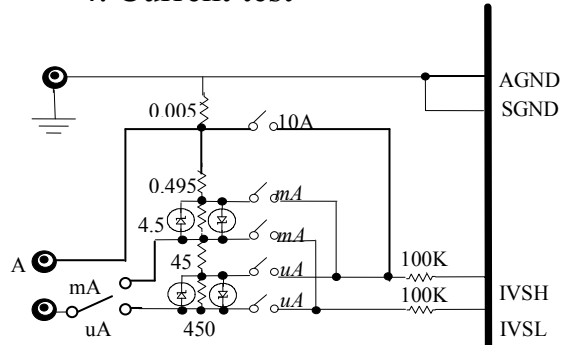 4. Current test
AGND
SGND
0.005
10A
0.495
mA
4.5
mA
A
45
uA
100K
mA
IVSH
uA
100K
uA
450
IVSL